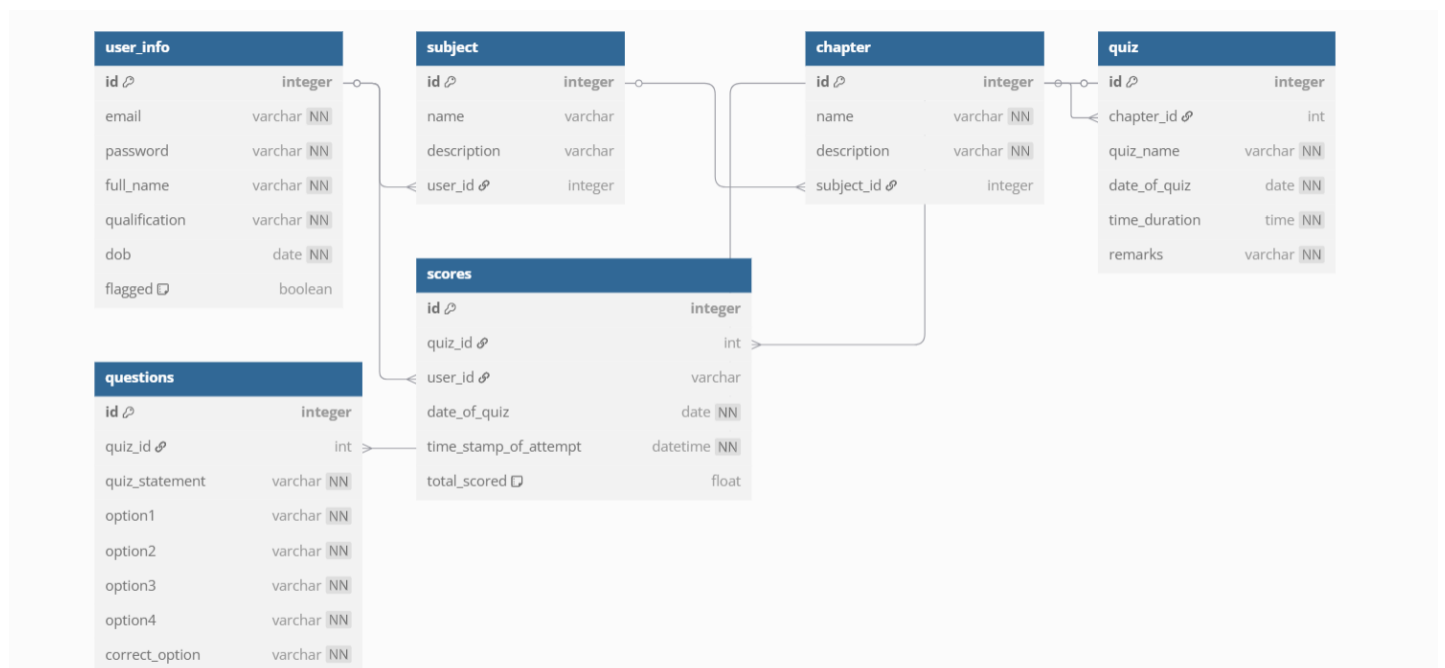 user_info
id integer
email varchar NN
password varchar NN
full_name varchar NN
qualification varchar NN
dob date NN
flagged boolean
subject
id integer
name varchar
description varchar
user_id integer
chapter
id integer
name varchar NN
description varchar NN
subject_id integer
quiz
id integer
chapter_id int
quiz_name varchar NN
date_of_quiz date NN
time_duration time NN
remarks varchar NN
scores
id integer
quiz_id int
user_id varchar
date_of_quiz date NN
time_stamp_of_attempt datetime NN
total_scored float
questions
id integer
quiz_id int
quiz_statement varchar NN
option1 varchar NN
option2 varchar NN
option3 varchar NN
option4 varchar NN
correct_option varchar NN